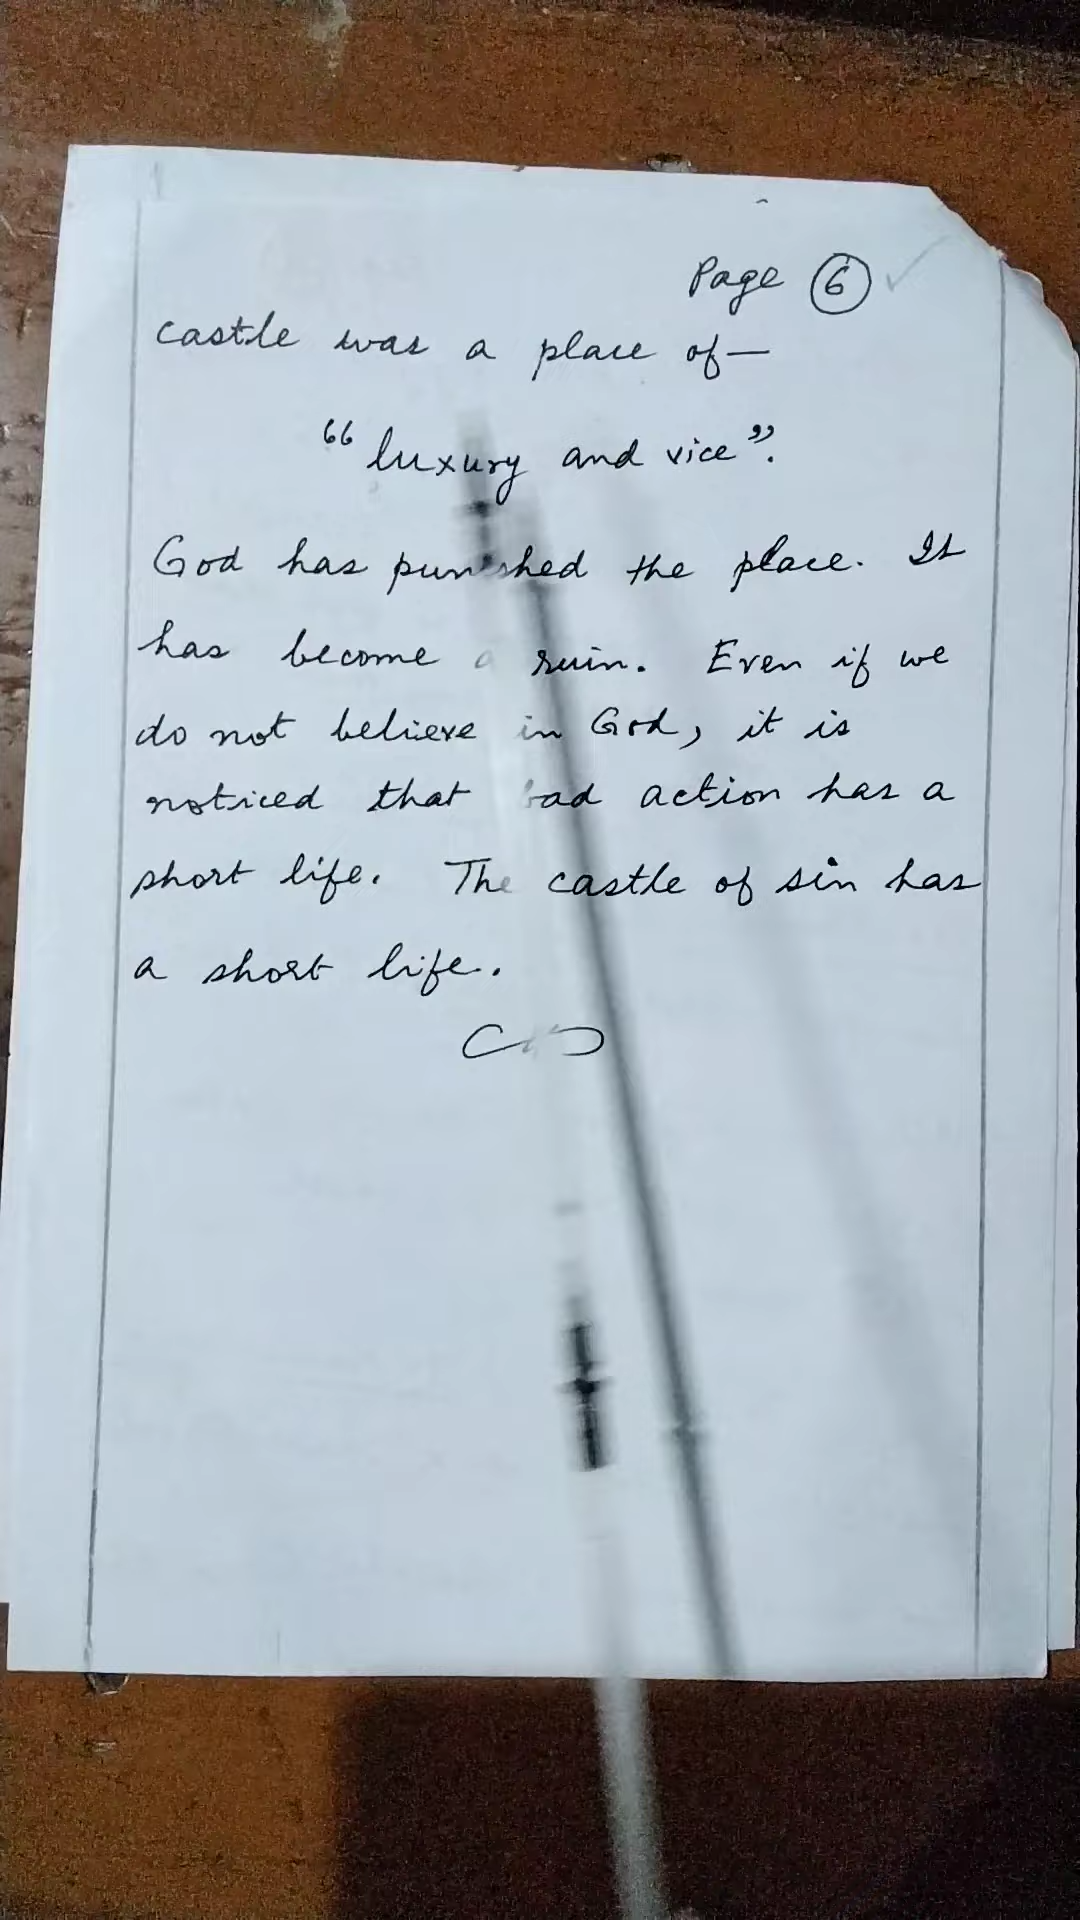 Page 6
castle was a place of—
"luxury and vice".
God has punished the place. It
has become a ruin. Even if we
do not believe in God, it is
noticed that bad action has a
short life. The castle of sin has
a short life.